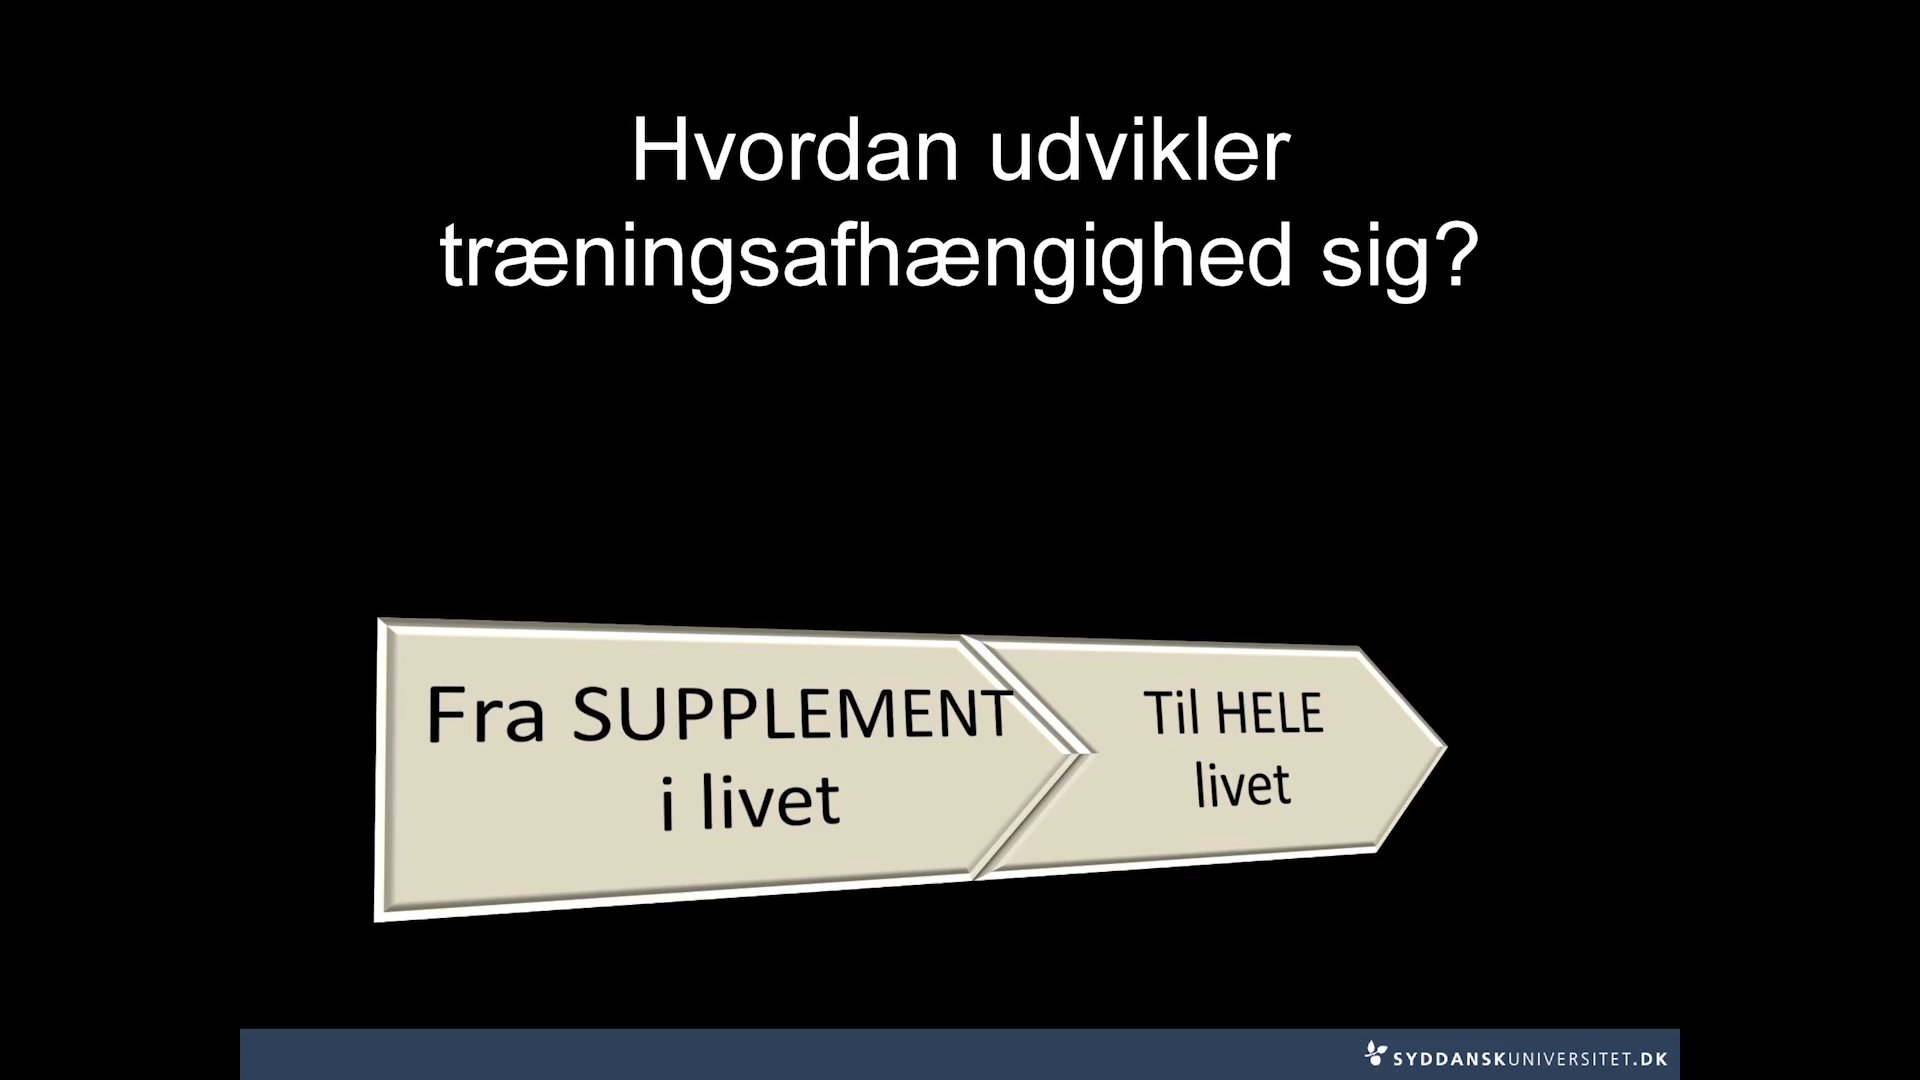 Hvordan udvikler
træningsafhængighed sig?
Fra SUPPLEMENT
i livet
Til HELE
livet
SYDDANSKUNIVERSITET.DK